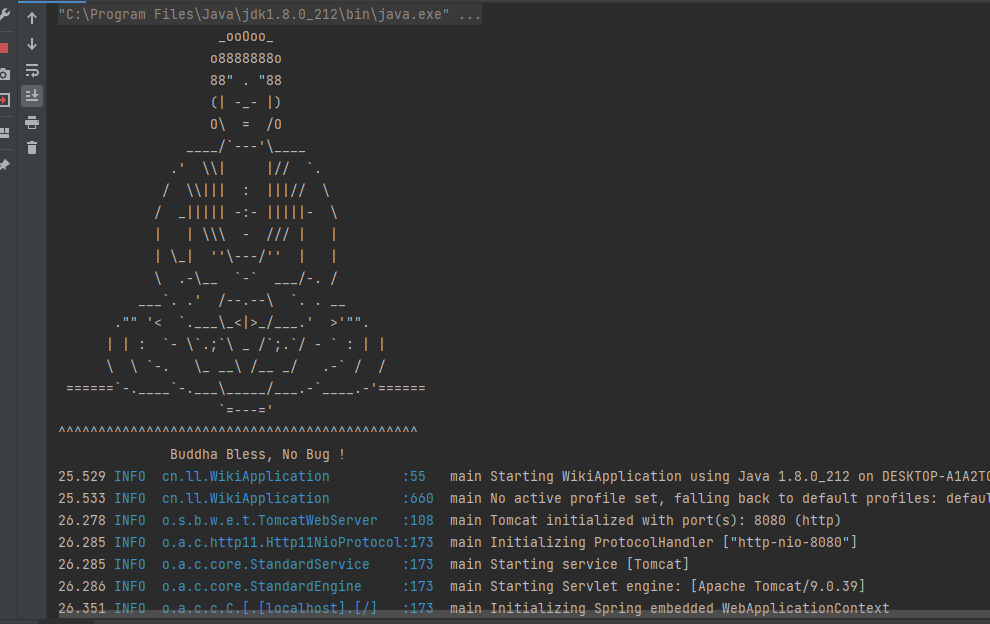 "C:\Program Files\Java\jdk1.8.0_212\bin\java.exe" ...
                    _ooOoo_
                   o8888888o
                   88" . "88
                   (| -_- |)
                   O\  =  /O
                ____/`---'\____
              .'  \\|     |//  `.
             /  \\|||  :  |||//  \
            /  _||||| -:- |||||-  \
            |   | \\\  -  /// |   |
            | \_|  ''\---/''  |   |
            \  .-\__  `-`  ___/-. /
          ___`. .'  /--.--\  `. . __
       ."" '<  `.___\_<|>_/___.'  >'"".
      | | :  `- \`.;`\ _ /`;.`/ - ` : | |
      \  \ `-.   \_ __\ /__ _/   .-` /  /
 ======`-.____`-.___\_____/___.-`____.-'======
                    `=---='
^^^^^^^^^^^^^^^^^^^^^^^^^^^^^^^^^^^^^^^^^^^^^
              Buddha Bless, No Bug !
25.529 INFO  cn.ll.WikiApplication         :55   main Starting WikiApplication using Java 1.8.0_212 on DESKTOP-A1A2TO
25.533 INFO  cn.ll.WikiApplication         :660  main No active profile set, falling back to default profiles: defau
26.278 INFO  o.s.b.w.e.t.TomcatWebServer   :108  main Tomcat initialized with port(s): 8080 (http)
26.285 INFO  o.a.c.http11.Http11NioProtocol:173  main Initializing ProtocolHandler ["http-nio-8080"]
26.285 INFO  o.a.c.core.StandardService    :173  main Starting service [Tomcat]
26.286 INFO  o.a.c.core.StandardEngine     :173  main Starting Servlet engine: [Apache Tomcat/9.0.39]
26.351 INFO  o.a.c.c.C.[.[localhost].[/]   :173  main Initializing Spring embedded WebApplicationContext